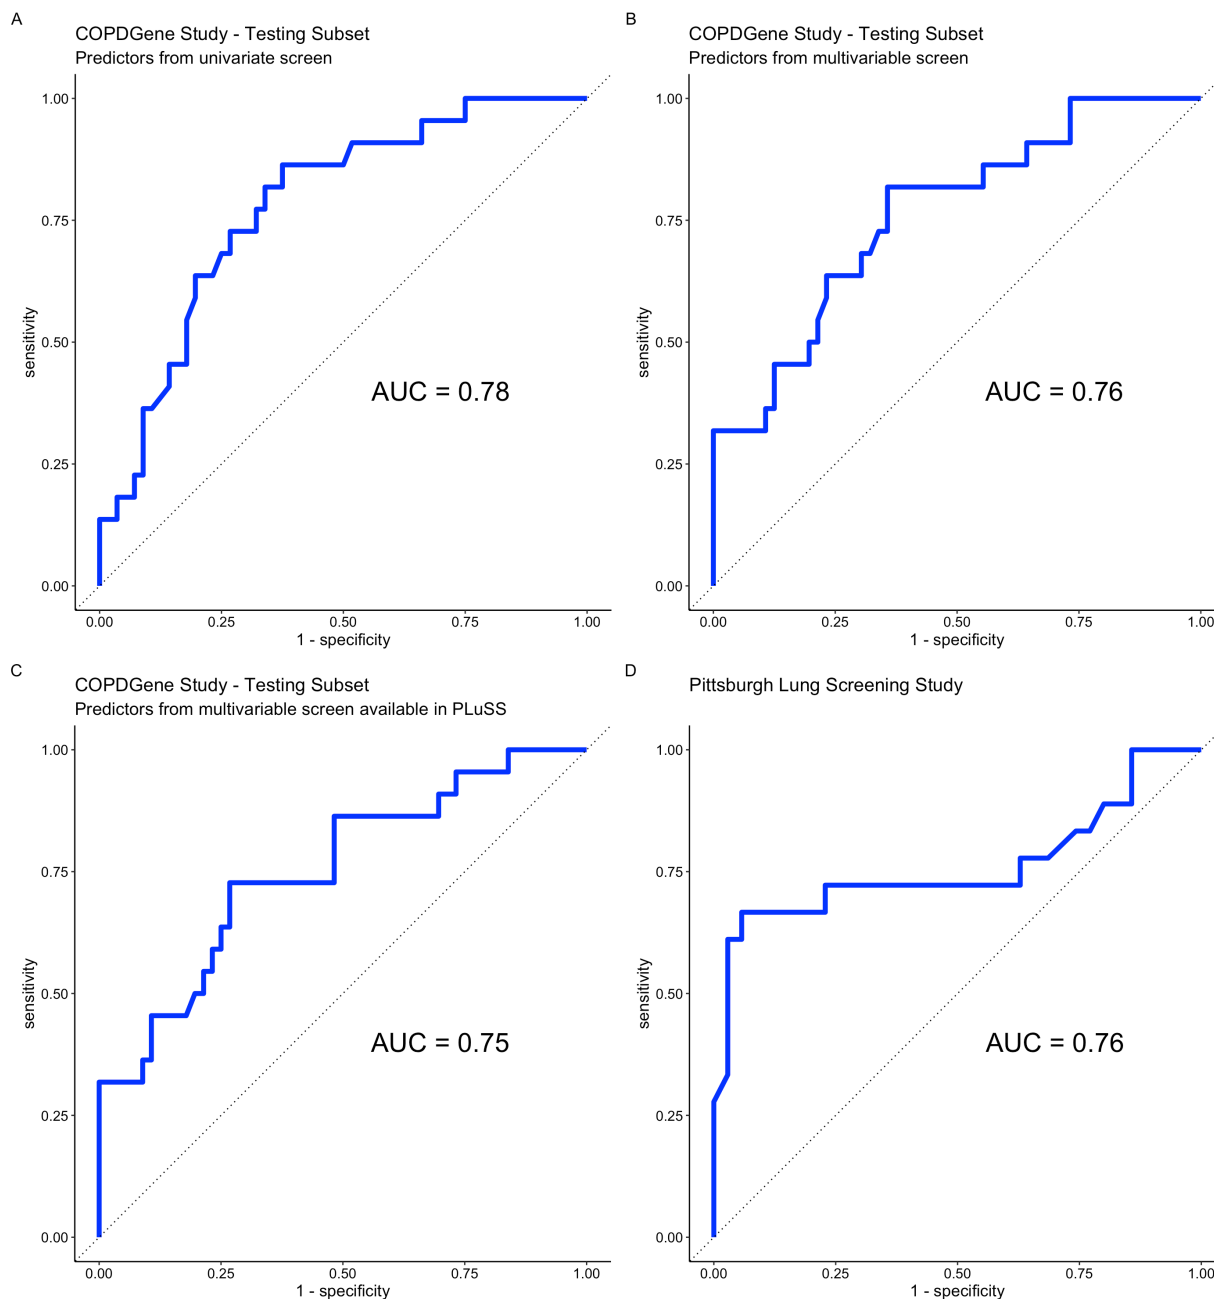 A
COPDGene Study - Testing Subset
Predictors from univariate screen
1.00
0.75
0.50
0.25
0.00
sensitivity
AUC = 0.78
0.00 0.25 0.50 0.75 1.00
1 - specificity
B
COPDGene Study - Testing Subset
Predictors from multivariable screen
1.00
0.75
0.50
0.25
0.00
sensitivity
AUC = 0.76
0.00 0.25 0.50 0.75 1.00
1 - specificity
C
COPDGene Study - Testing Subset
Predictors from multivariable screen available in PLuSS
1.00
0.75
0.50
0.25
0.00
sensitivity
AUC = 0.75
0.00 0.25 0.50 0.75 1.00
1 - specificity
D
Pittsburgh Lung Screening Study
1.00
0.75
0.50
0.25
0.00
sensitivity
AUC = 0.76
0.00 0.25 0.50 0.75 1.00
1 - specificity